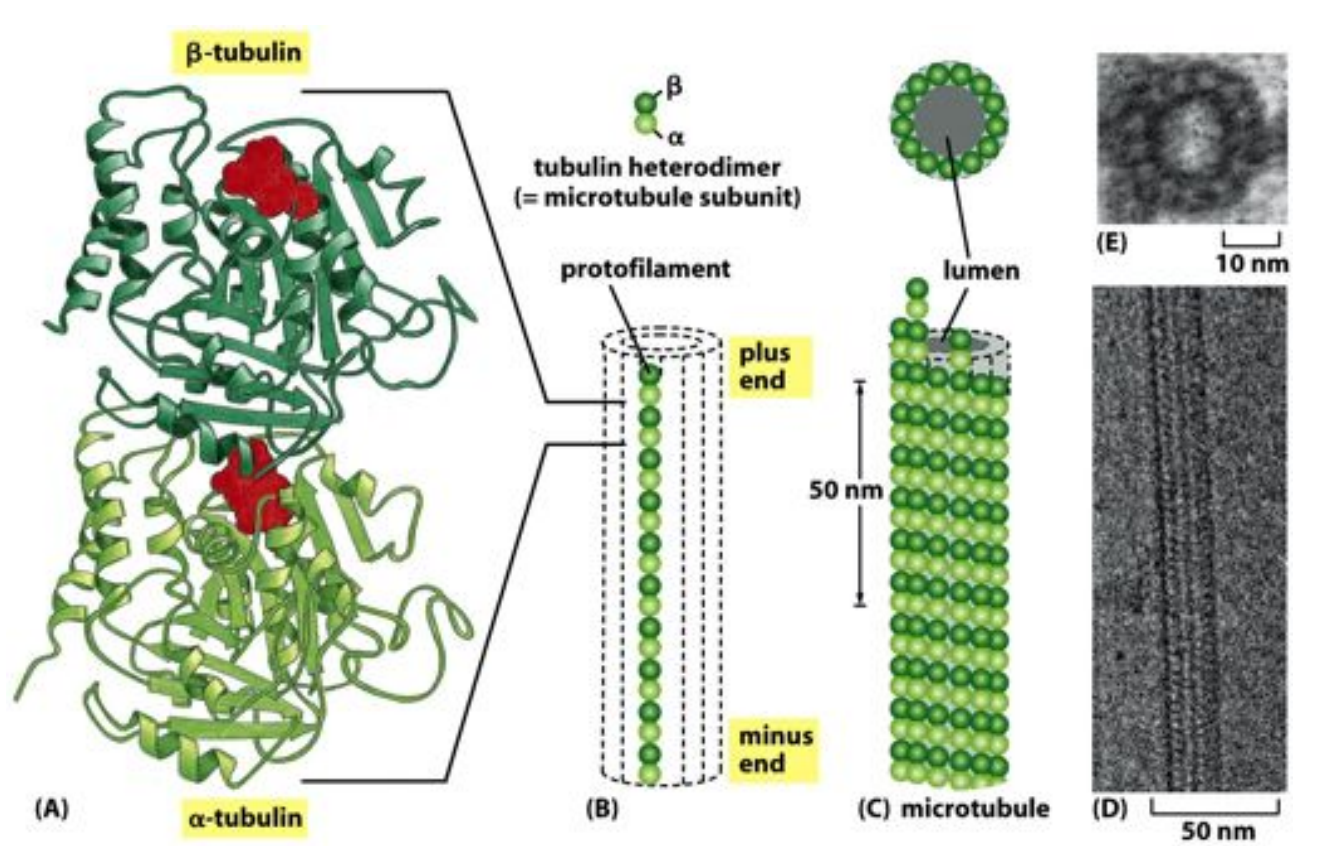 β-tubulin
α-tubulin
(A)
β
α
tubulin heterodimer
(= microtubule subunit)
protofilament
plus
end
minus
end
(B)
lumen
50 nm
(C) microtubule
(E)
10 nm
(D)
50 nm